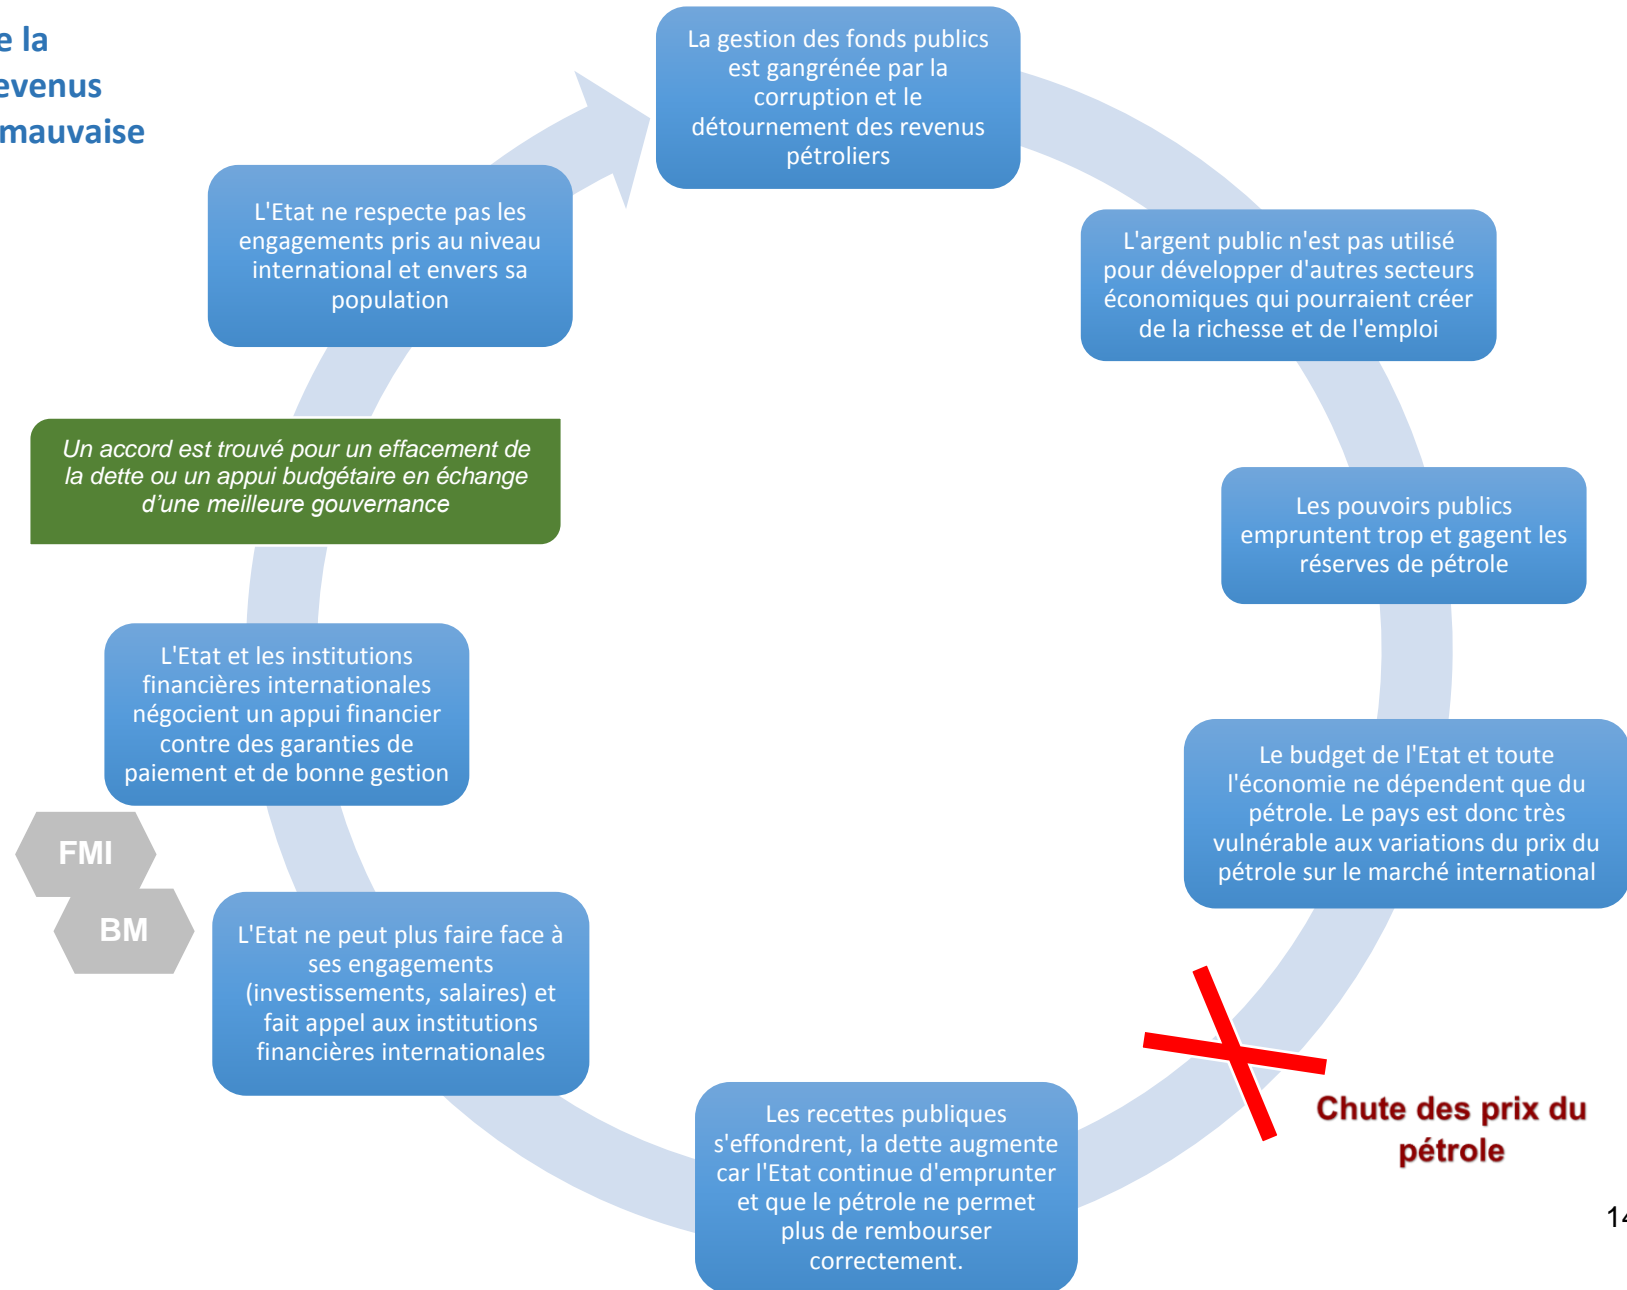 e la
evenus
mauvaise
La gestion des fonds publics
est gangrénée par la
corruption et le
détournement des revenus
pétroliers
L'argent public n'est pas utilisé
pour développer d'autres secteurs
économiques qui pourraient créer
de la richesse et de l'emploi
Les pouvoirs publics
empruntent trop et gagent les
réserves de pétrole
Le budget de l'Etat et toute
l'économie ne dépendent que du
pétrole. Le pays est donc très
vulnérable aux variations du prix du
pétrole sur le marché international
Chute des prix du
pétrole
Les recettes publiques
s'effondrent, la dette augmente
car l'Etat continue d'emprunter
et que le pétrole ne permet
plus de rembourser
correctement.
L'Etat ne peut plus faire face à
ses engagements
(investissements, salaires) et
fait appel aux institutions
financières internationales
FMI
BM
L'Etat et les institutions
financières internationales
négocient un appui financier
contre des garanties de
paiement et de bonne gestion
Un accord est trouvé pour un effacement de
la dette ou un appui budgétaire en échange
d’une meilleure gouvernance
L'Etat ne respecte pas les
engagements pris au niveau
international et envers sa
population
14